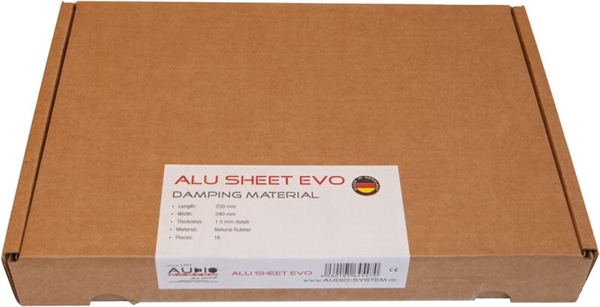 ALU SHEET EVO
DAMPING MATERIAL
• Length: 250 mm
• Width: 240 mm
• Thickness: 1.5 mm (total)
• Material: Natural Rubber
• Pieces: 16
AUDIO
ALU SHEET EVO
WWW.AUDIO-SYSTEM.DE
CE